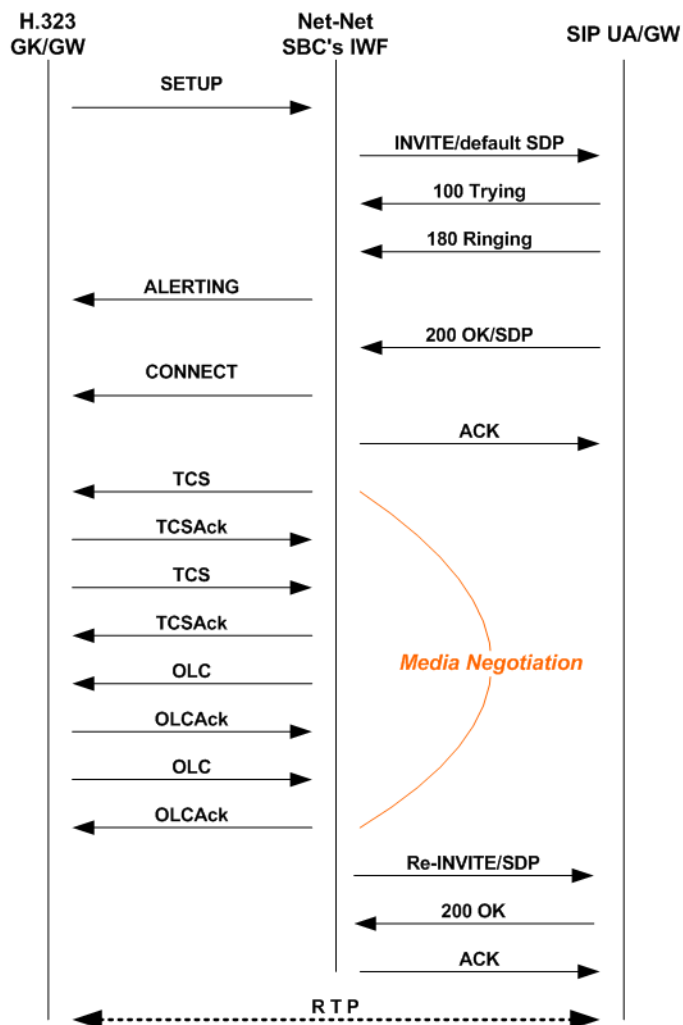 H.323
GK/GW
Net-Net
SBC's IWF
SIP UA/GW
SETUP
INVITE/default SDP
100 Trying
180 Ringing
ALERTING
200 OK/SDP
CONNECT
ACK
TCS
TCSAck
TCS
TCSAck
Media Negotiation
OLC
OLCAck
OLC
OLCAck
Re-INVITE/SDP
200 OK
ACK
R T P